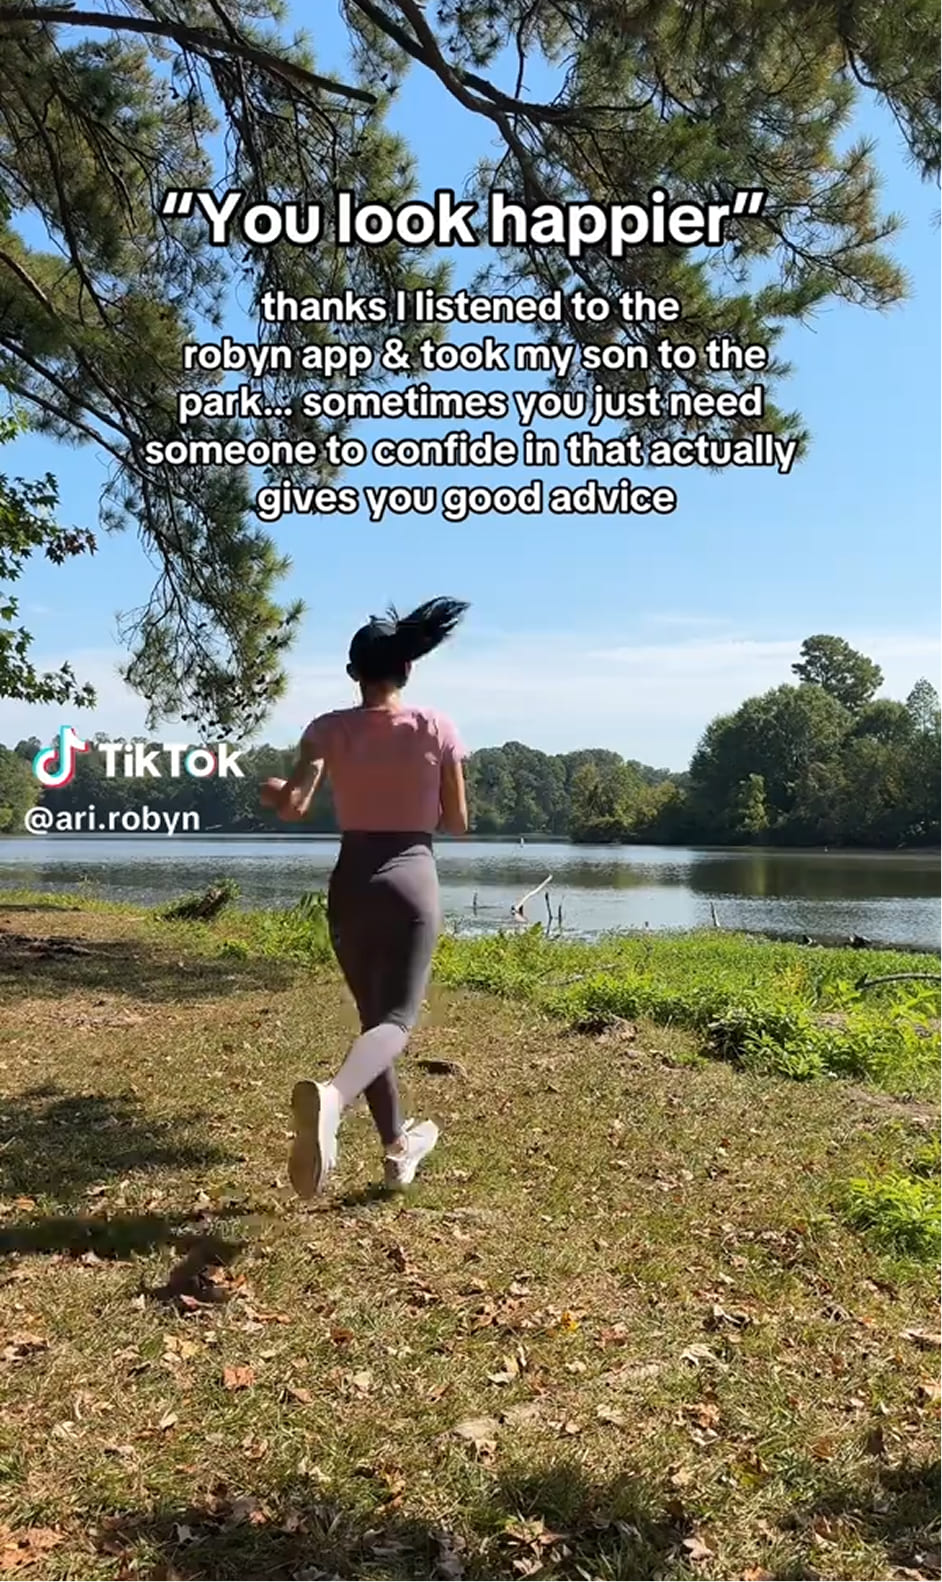 “You look happier”
thanks I listened to the
robyn app & took my son to the
park... sometimes you just need
someone to confide in that actually
gives you good advice
TikTok
@ari.robyn